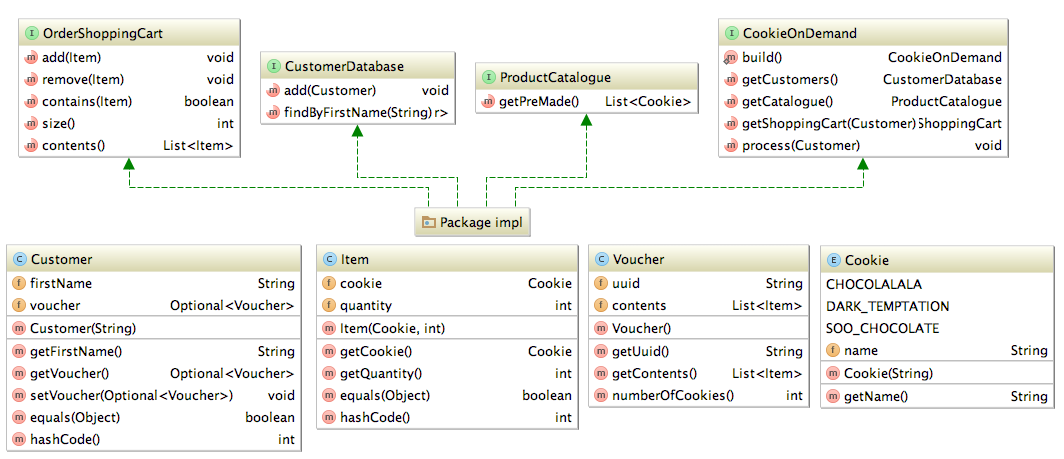 I OrderShoppingCart
m add(Item) void
m remove(Item) void
m contains(Item) boolean
m size() int
m contents() List<Item>
I CustomerDatabase
m add(Customer) void
m findByFirstName(String) r>
I ProductCatalogue
m getPreMade() List<Cookie>
I CookieOnDemand
m build() CookieOnDemand
m getCustomers() CustomerDatabase
m getCatalogue() ProductCatalogue
m getShoppingCart(Customer) ShoppingCart
m process(Customer) void
Package impl
C Customer
f firstName String
f voucher Optional<Voucher>
m Customer(String)
m getFirstName() String
m getVoucher() Optional<Voucher>
m setVoucher(Optional<Voucher>) void
m equals(Object) boolean
m hashCode() int
C Item
f cookie Cookie
f quantity int
m Item(Cookie, int)
m getCookie() Cookie
m getQuantity() int
m equals(Object) boolean
m hashCode() int
C Voucher
f uuid String
f contents List<Item>
m Voucher()
m getUuid() String
m getContents() List<Item>
m numberOfCookies() int
E Cookie
CHOCOLALALA
DARK_TEMPTATION
SOO_CHOCOLATE
f name String
m Cookie(String)
m getName() String